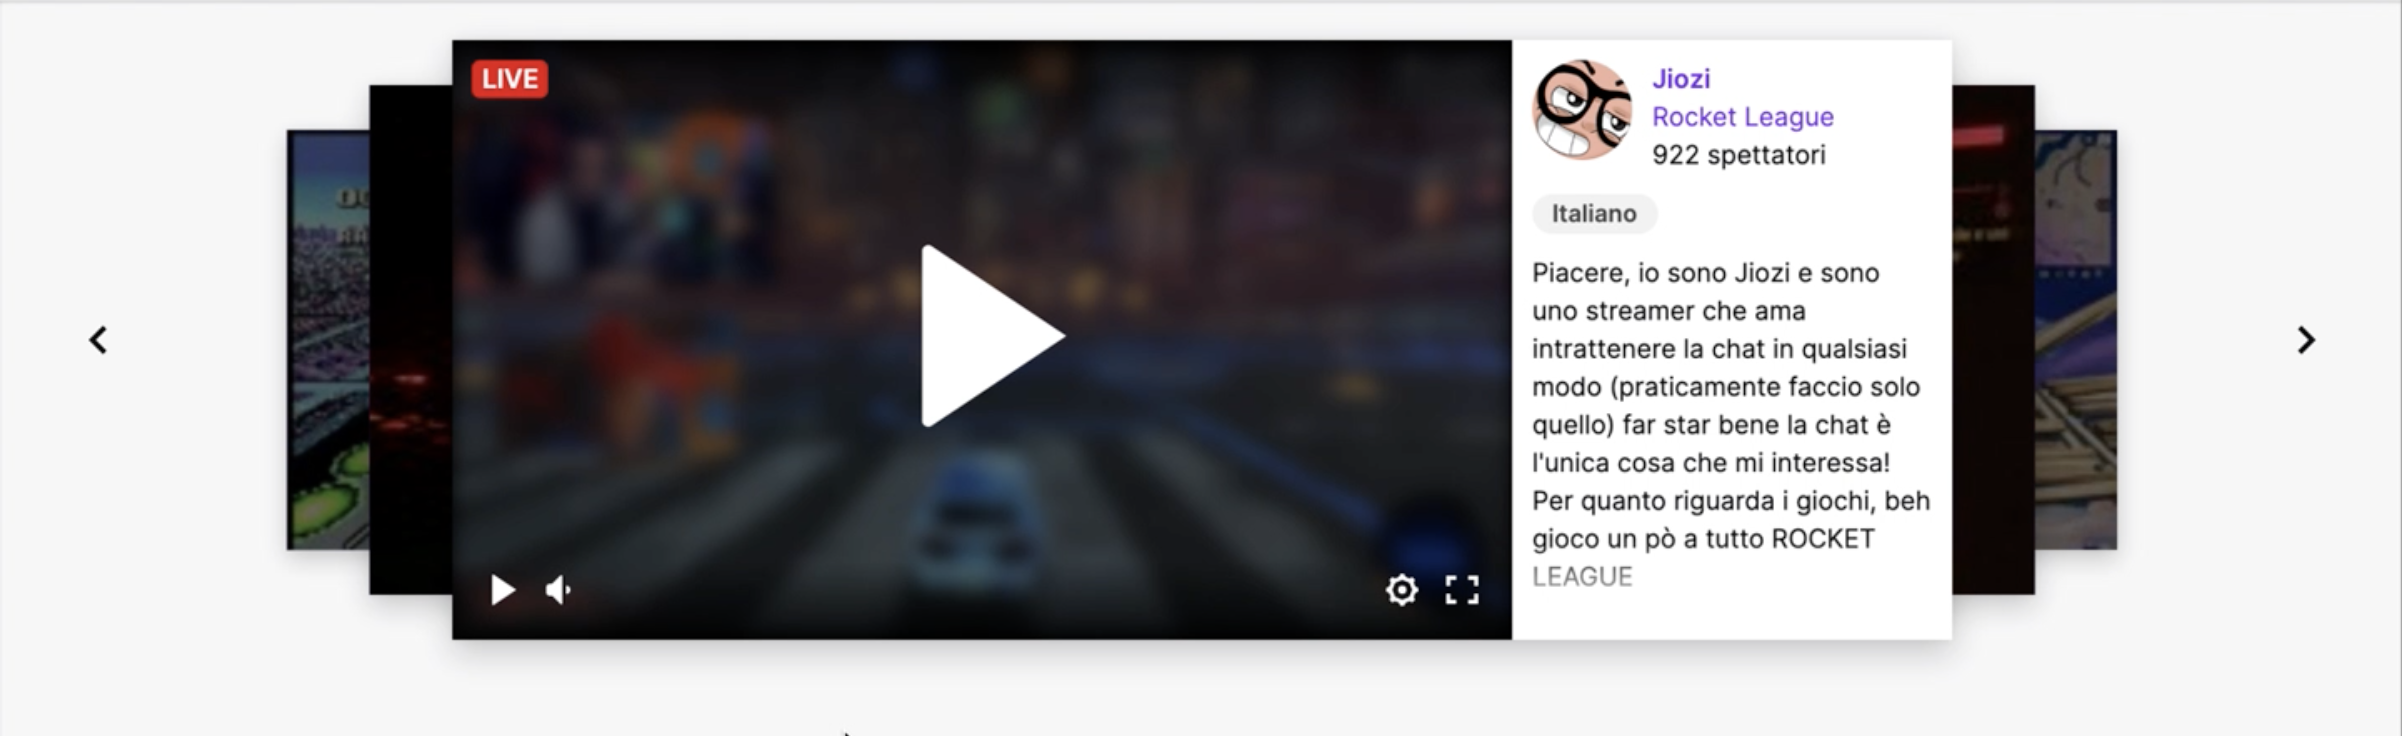 LIVE
Jiozi
Rocket League
922 spettatori
Italiano
Piacere, io sono Jiozi e sono
uno streamer che ama
intrattenere la chat in qualsiasi
modo (praticamente faccio solo
quello) far star bene la chat è
l'unica cosa che mi interessa!
Per quanto riguarda i giochi, beh
gioco un pò a tutto ROCKET
LEAGUE